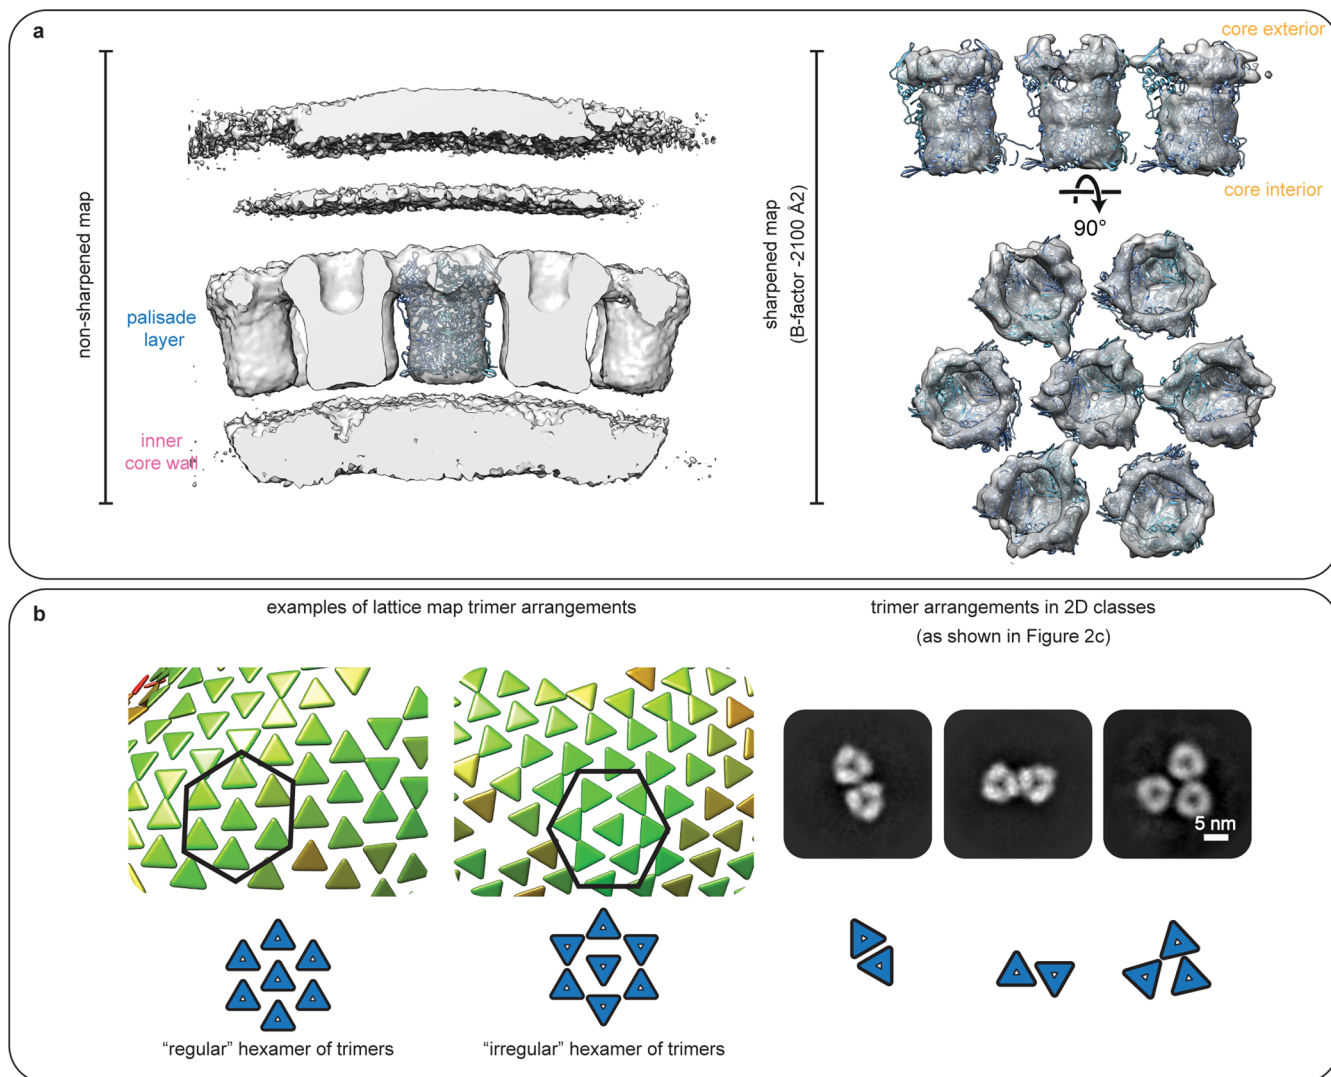 a
non-sharpened map
palisade
layer
inner
core wall
sharpened map
(B-factor -2100 Å2)
core exterior
core interior
90°
b
examples of lattice map trimer arrangements
trimer arrangements in 2D classes
(as shown in Figure 2c)
5 nm
“regular” hexamer of trimers
“irregular” hexamer of trimers